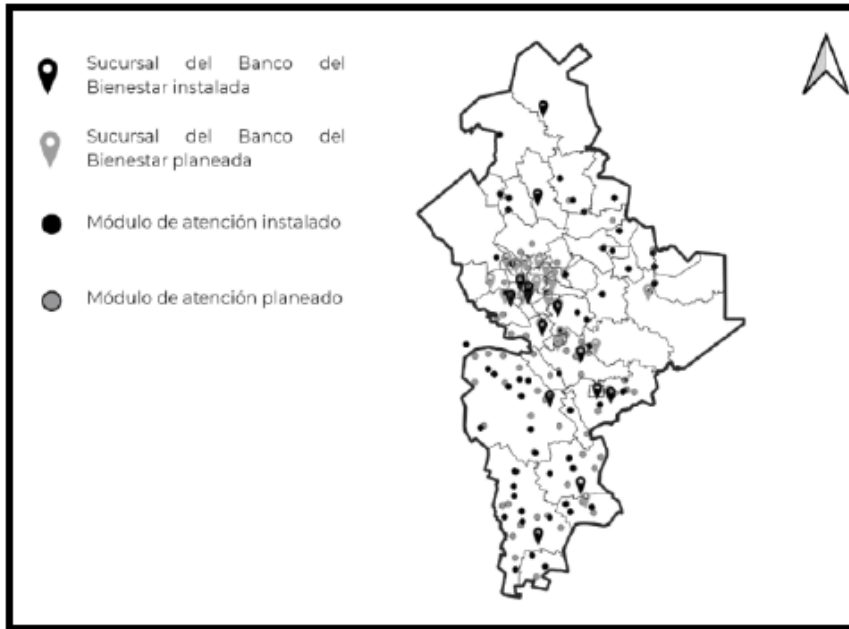 Sucursal del Banco del
Bienestar instalada
Sucursal del Banco del
Bienestar planeada
Módulo de atención instalado
Módulo de atención planeado